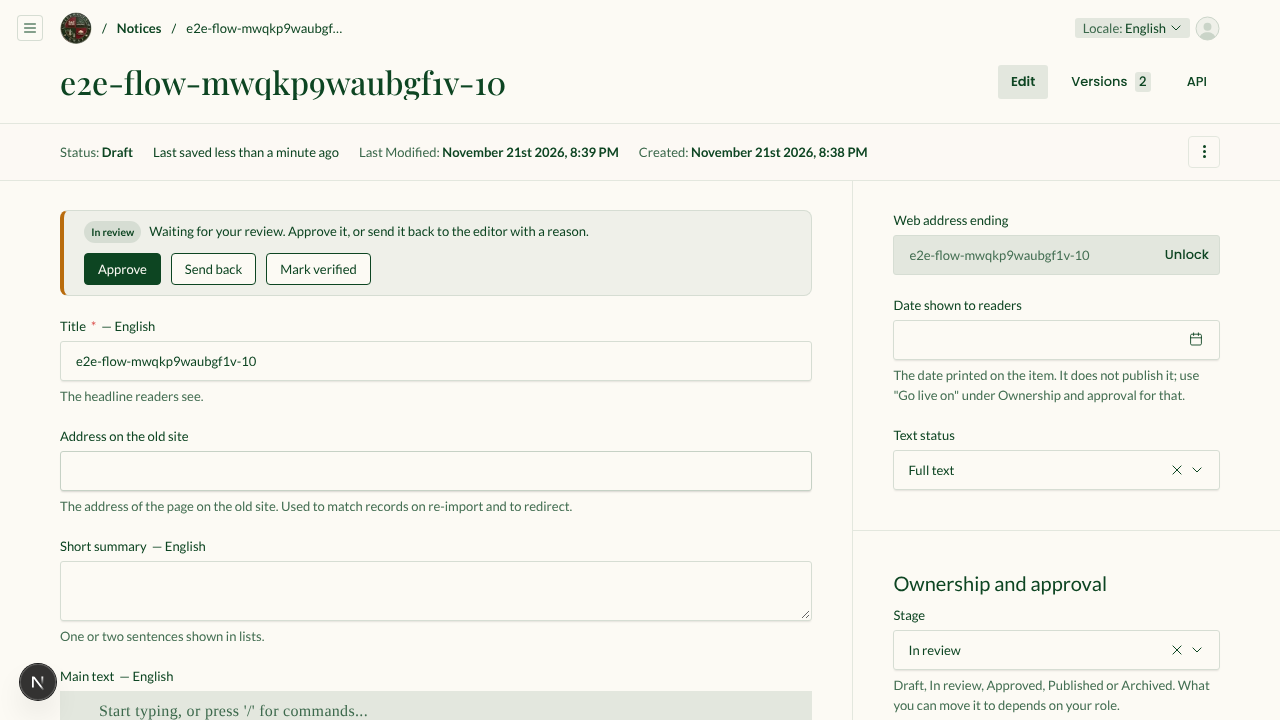 / Notices / e2e-flow-mwqkp9waubgf...
Locale: English
e2e-flow-mwqkp9waubgf1v-10
Edit Versions 2 API
Status: Draft Last saved less than a minute ago Last Modified: November 21st 2026, 8:39 PM Created: November 21st 2026, 8:38 PM
In review Waiting for your review. Approve it, or send it back to the editor with a reason.
Approve Send back Mark verified
Title * — English
e2e-flow-mwqkp9waubgf1v-10
The headline readers see.
Address on the old site
The address of the page on the old site. Used to match records on re-import and to redirect.
Short summary — English
One or two sentences shown in lists.
Main text — English
Start typing, or press '/' for commands...
N
Web address ending
e2e-flow-mwqkp9waubgf1v-10 Unlock
Date shown to readers
The date printed on the item. It does not publish it; use
"Go live on" under Ownership and approval for that.
Text status
Full text
Ownership and approval
Stage
In review
Draft, In review, Approved, Published or Archived. What
you can move it to depends on your role.